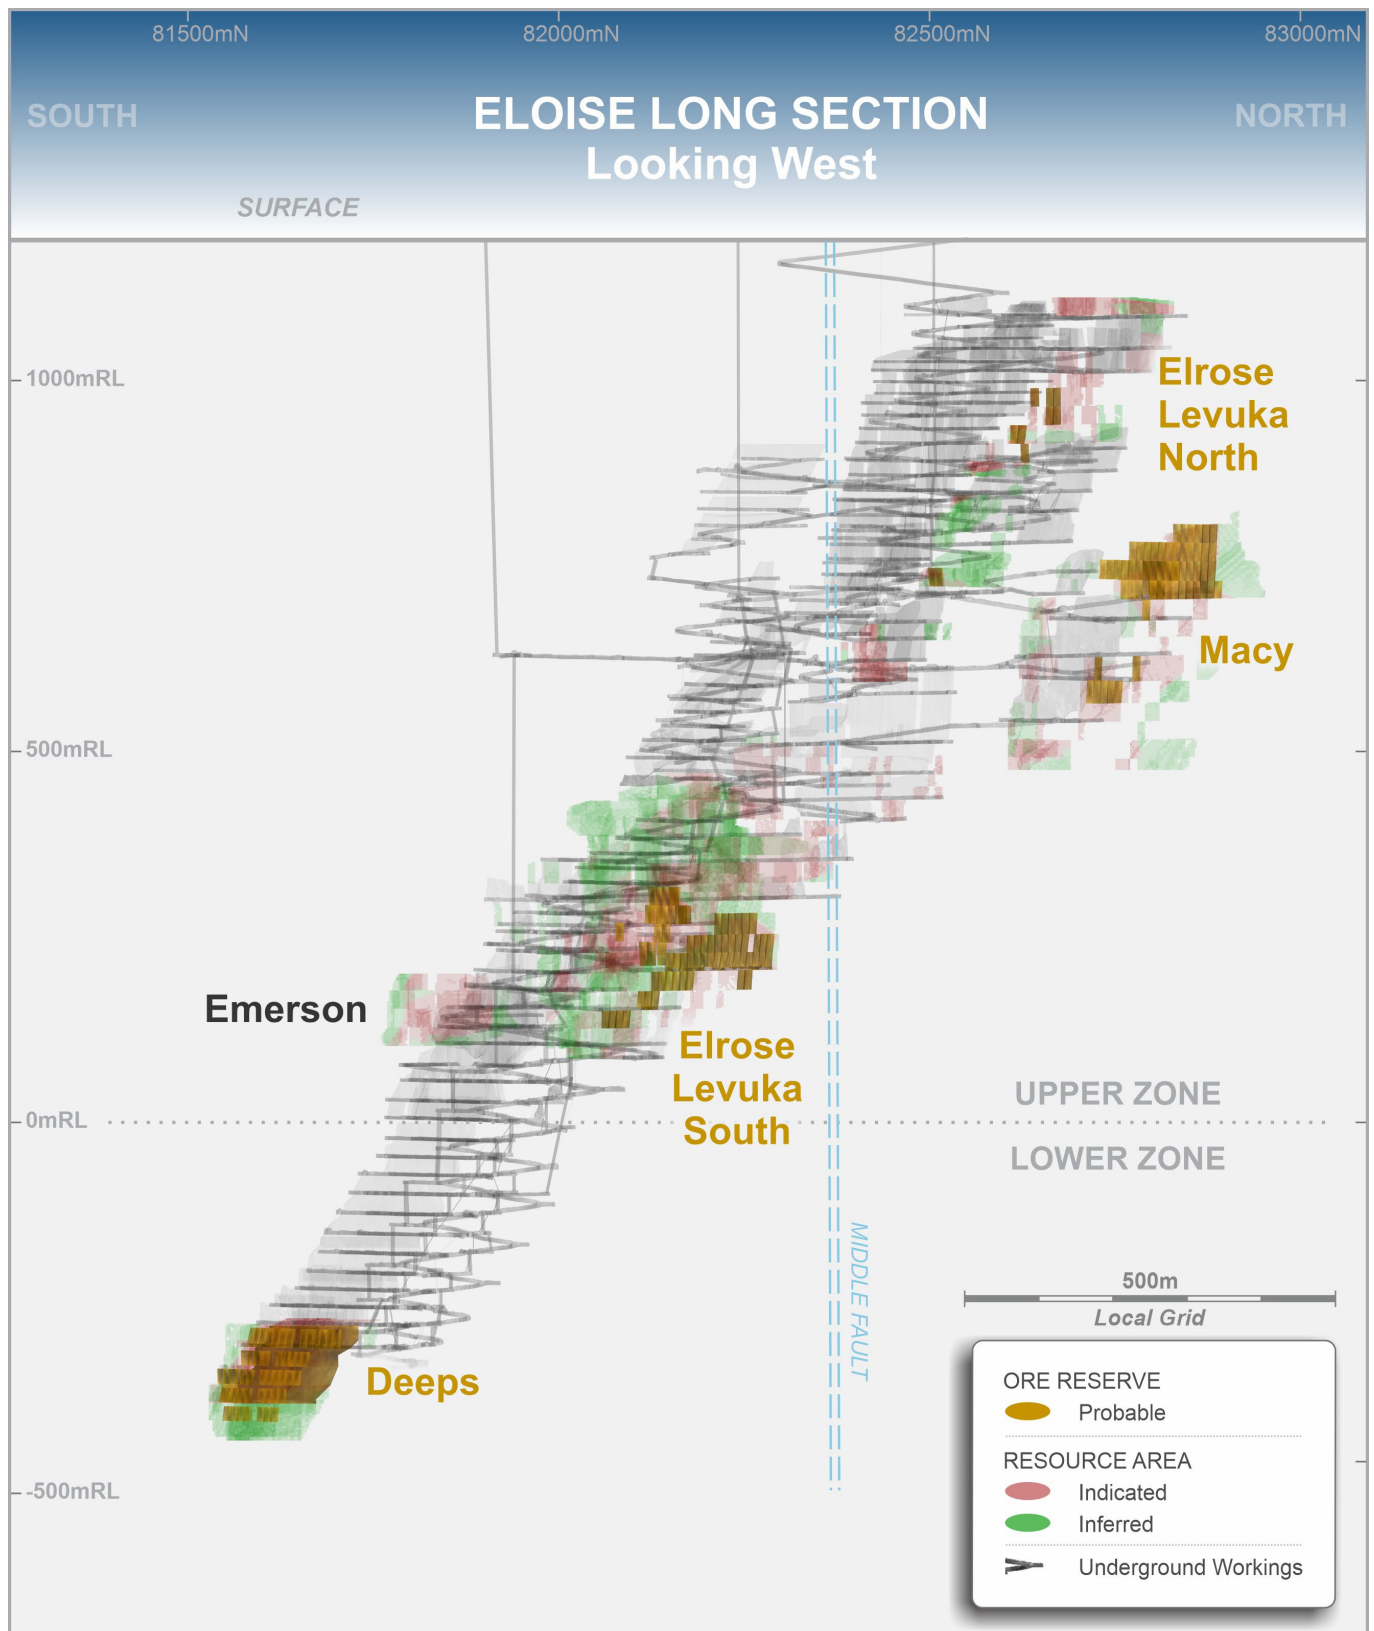 81500mN
82000mN
82500mN
83000mN
SOUTH
ELOISE LONG SECTION
NORTH
Looking West
SURFACE
1000mRL
Elrose
Levuka
North
Macy
500mRL
Emerson
Elrose
Levuka
South
UPPER ZONE
0mRL
LOWER ZONE
MIDDLE FAULT
500m
Local Grid
Deeps
-500mRL
ORE RESERVE
Probable
RESOURCE AREA
Indicated
Inferred
Underground Workings